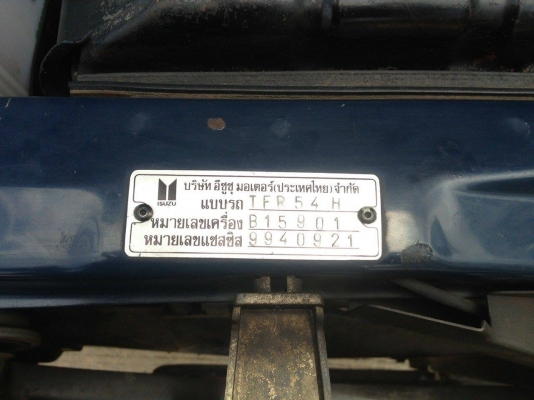 บริษัท อีซูซุ มอเตอร์(ประเทศไทย) จำกัด
ISUZU
แบบรถ TFR54H
หมายเลขเครื่อง B15901
หมายเลขแชสซิส 9940921